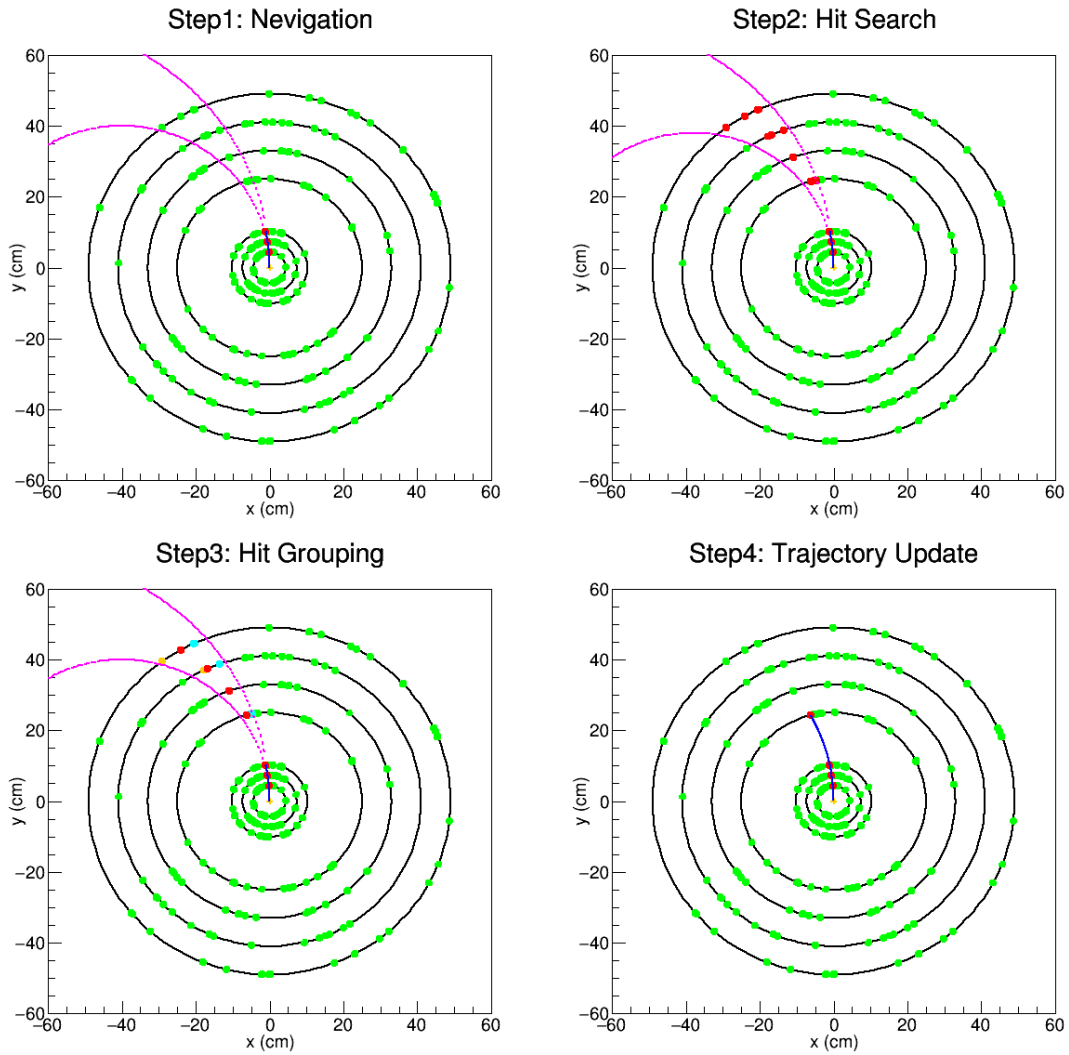 Step1: Nevigation
60
40
20
0
−20
−40
−60
y (cm)
−60 −40 −20 0 20 40 60
x (cm)
Step2: Hit Search
60
40
20
0
−20
−40
−60
y (cm)
−60 −40 −20 0 20 40 60
x (cm)
Step3: Hit Grouping
60
40
20
0
−20
−40
−60
y (cm)
−60 −40 −20 0 20 40 60
x (cm)
Step4: Trajectory Update
60
40
20
0
−20
−40
−60
y (cm)
−60 −40 −20 0 20 40 60
x (cm)